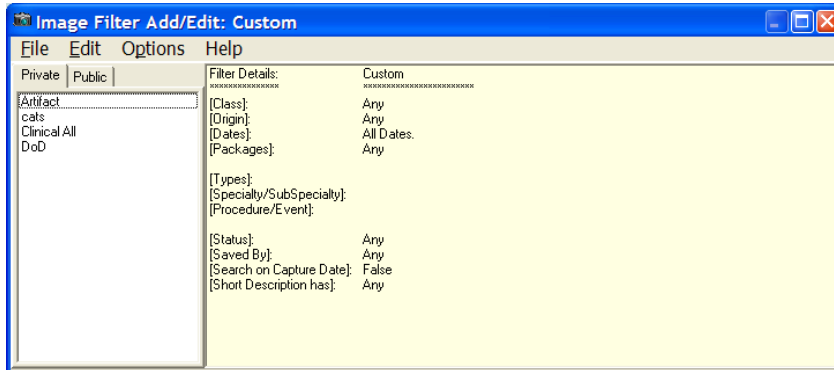 Image Filter Add/Edit: Custom
File Edit Options Help
Private Public
Artifact
cats
Clinical All
DoD
Filter Details: Custom
*************** ************************
[Class]: Any
[Origin]: Any
[Dates]: All Dates.
[Packages]: Any
[Types]:
[Specialty/SubSpecialty]:
[Procedure/Event]:
[Status]: Any
[Saved By]: Any
[Search on Capture Date]: False
[Short Description has]: Any